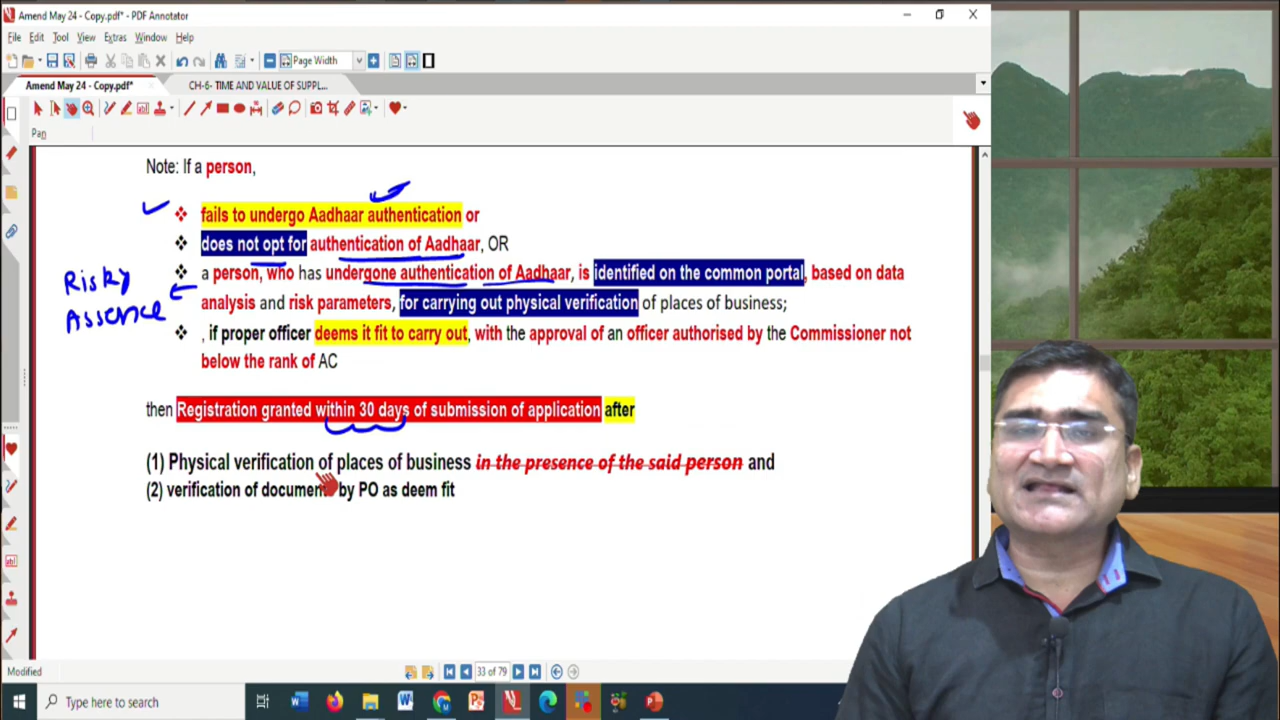 Amend May 24 - Copy.pdf* - PDF Annotator
File Edit Tool View Extras Window Help
Page Width
Amend May 24 - Copy.pdf* CH-6- TIME AND VALUE OF SUPPL...
Pan
Note: If a person,
❖ fails to undergo Aadhaar authentication or
❖ does not opt for authentication of Aadhaar, OR
❖ a person, who has undergone authentication of Aadhaar, is identified on the common portal, based on data
analysis and risk parameters, for carrying out physical verification of places of business;
Risky
Assence
❖ , if proper officer deems it fit to carry out, with the approval of an officer authorised by the Commissioner not
below the rank of AC
then Registration granted within 30 days of submission of application after
(1) Physical verification of places of business in the presence of the said person and
(2) verification of document by PO as deem fit
Modified
33 of 79
Type here to search